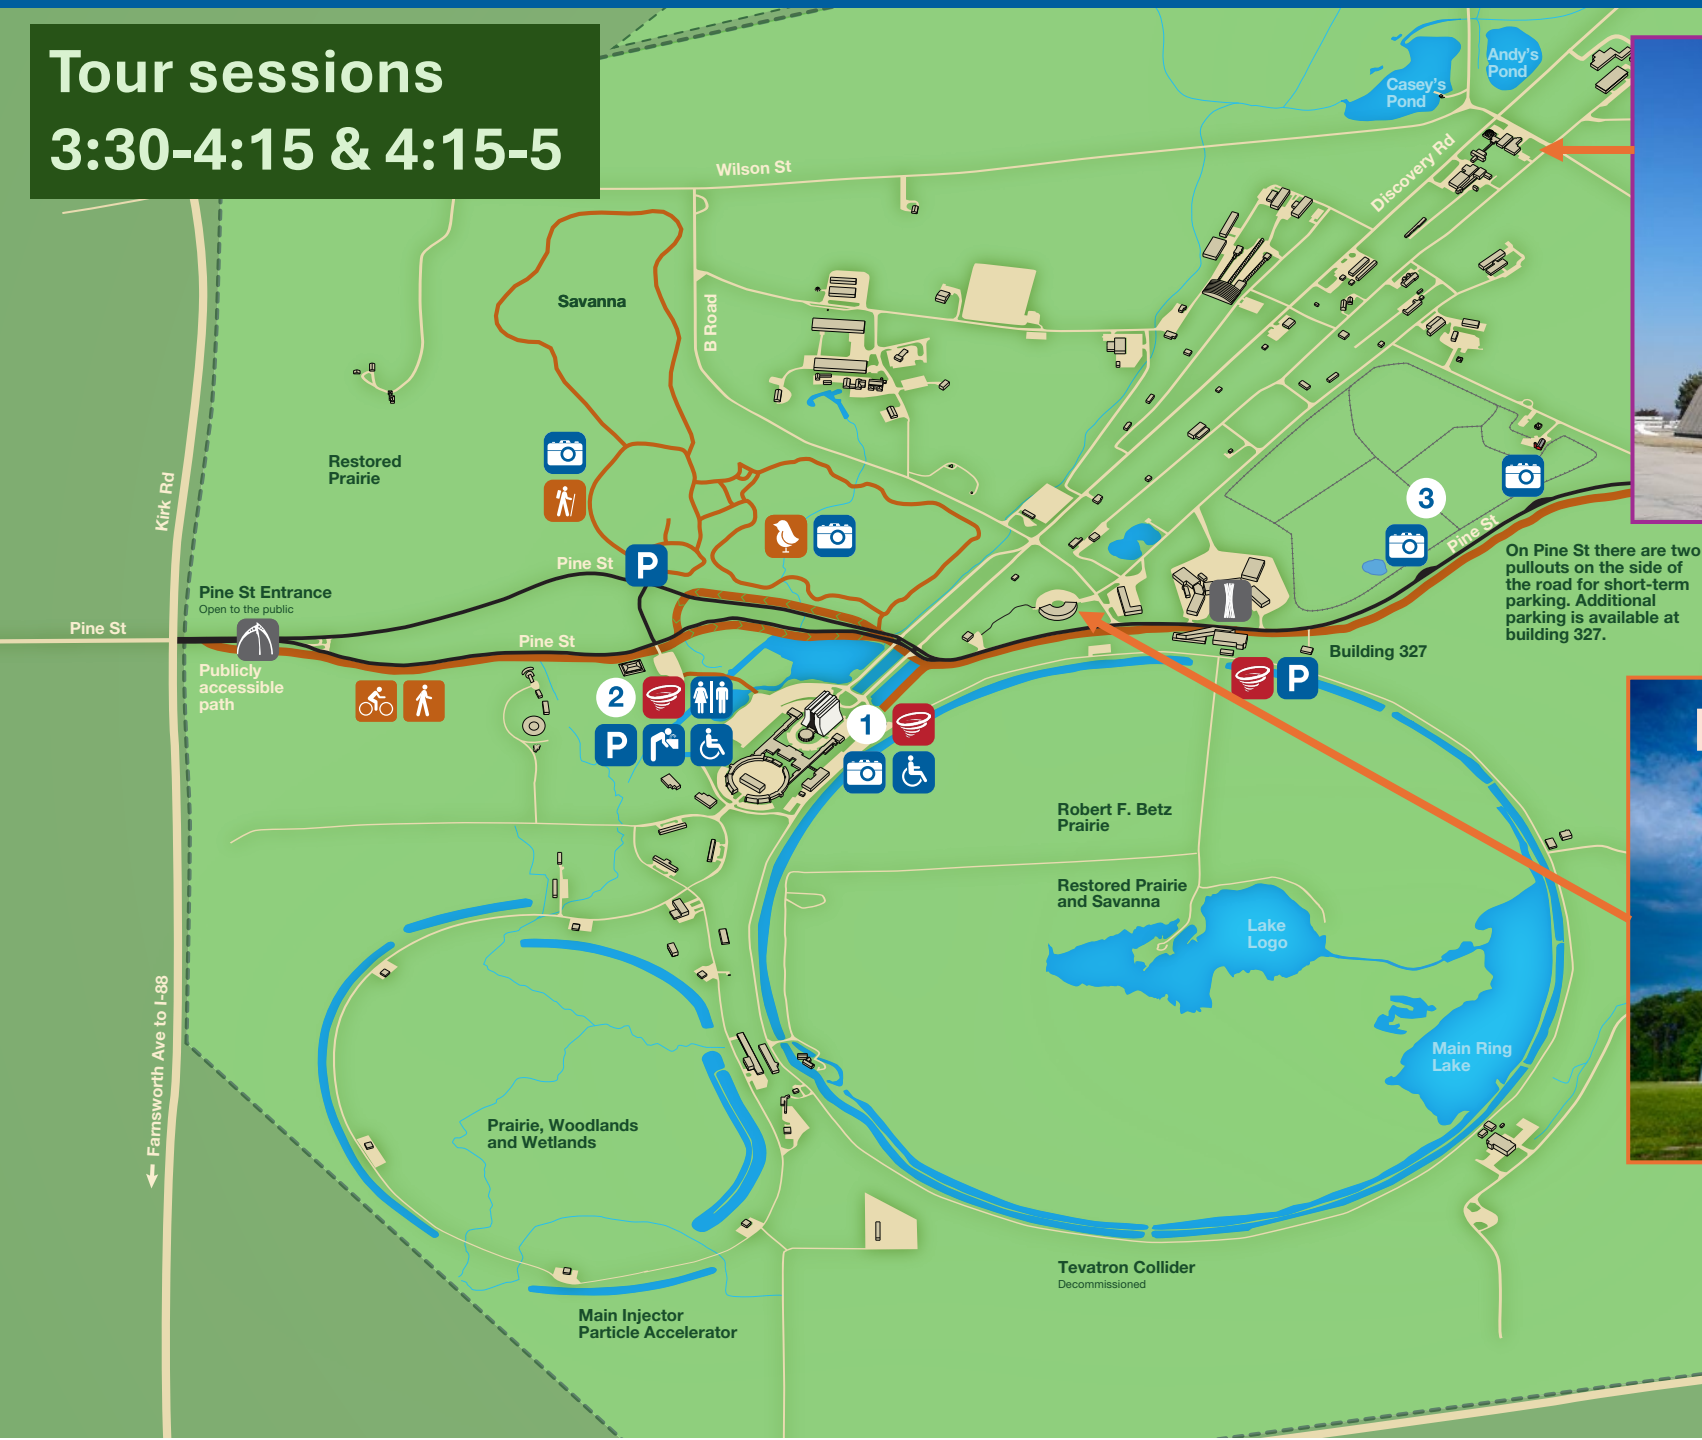 Tour sessions
3:30-4:15 & 4:15-5
Casey's
Pond
Andy's
Pond
Discovery Rd
Wilson St
Savanna
B Road
Restored
Prairie
Kirk Rd
3
Pine St
On Pine St there are two
pullouts on the side of
the road for short-term
parking. Additional
parking is available at
building 327.
Pine St
P
Pine St Entrance
Open to the public
Pine St
Pine St
Publicly
accessible
path
Building 327
P
2
1
P
Robert F. Betz
Prairie
Restored Prairie
and Savanna
Lake
Logo
Main Ring
Lake
Farnsworth Ave to I-88
Prairie, Woodlands
and Wetlands
Tevatron Collider
Decommissioned
Main Injector
Particle Accelerator